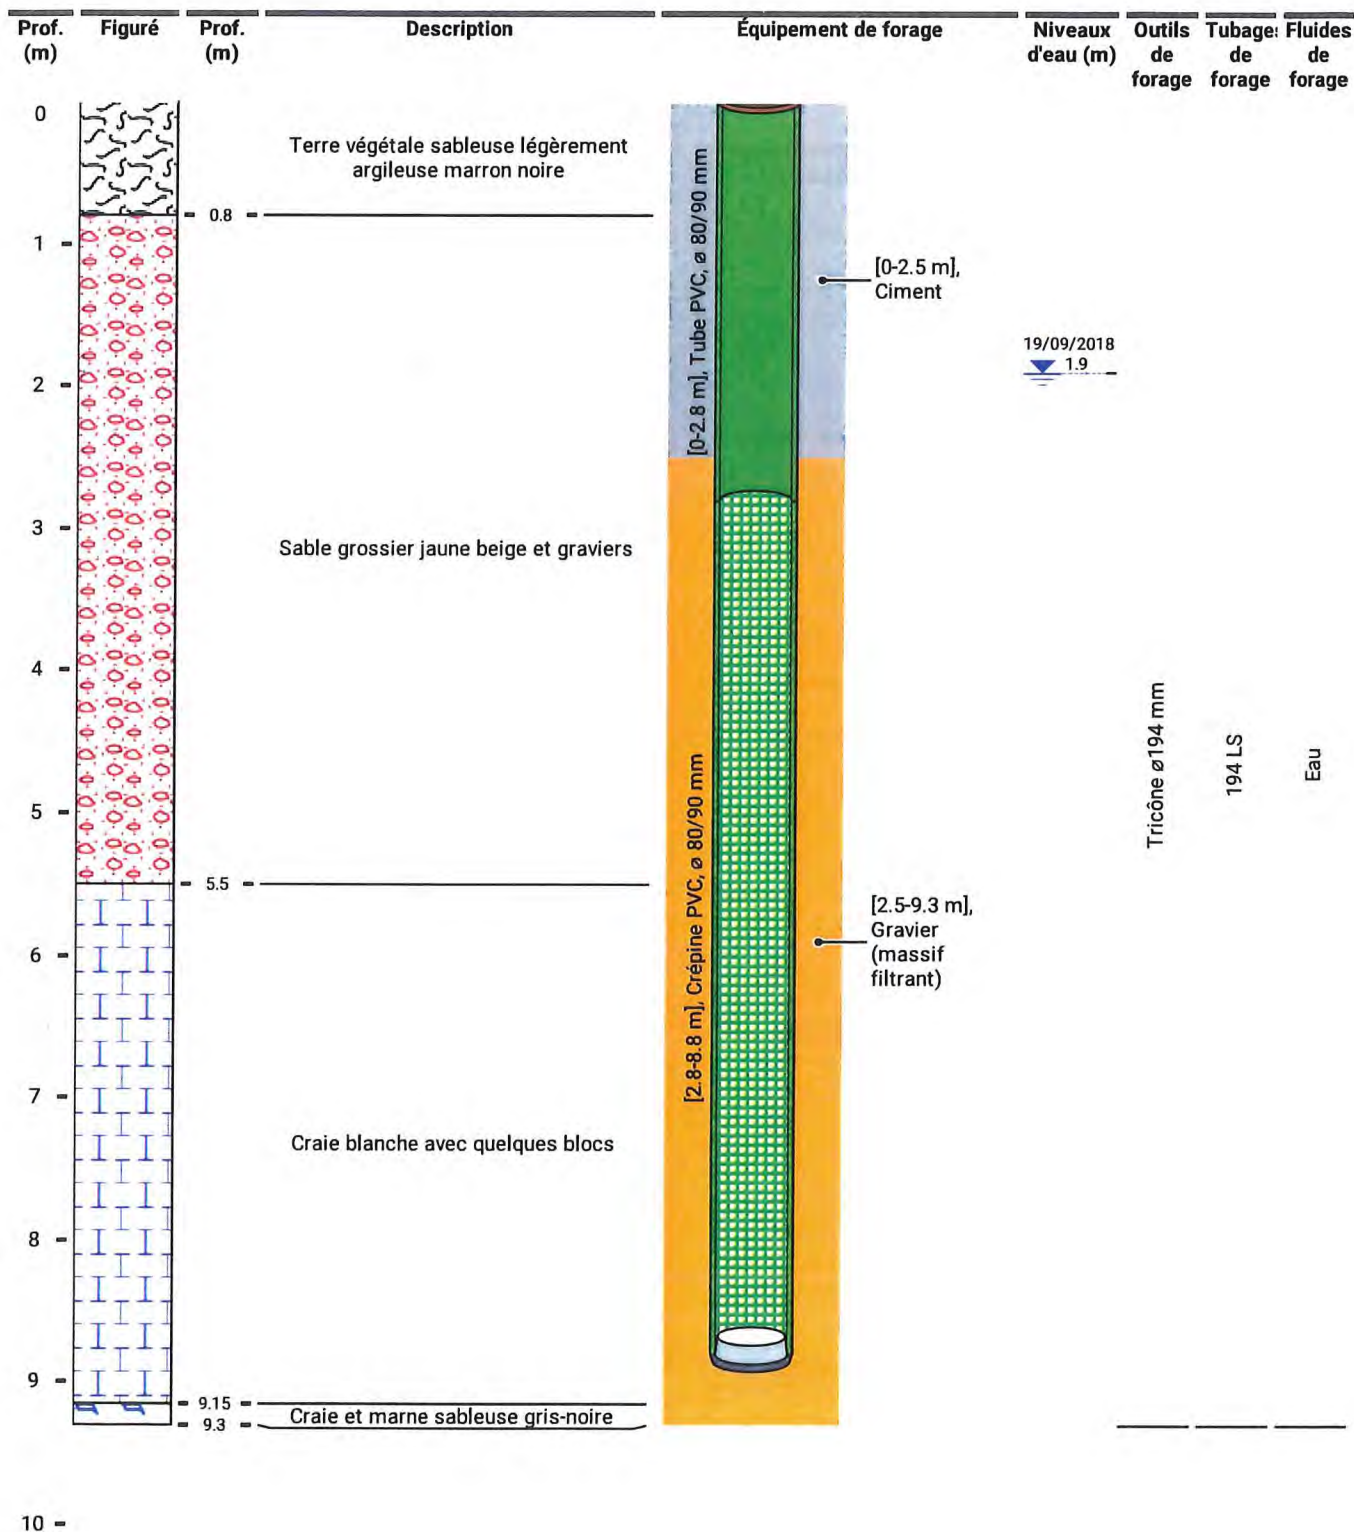 Prof.
(m)
Figuré
Prof.
(m)
Description
Équipement de forage
Niveaux
d'eau (m)
Outils
de
forage
Tubages
de
forage
Fluides
de
forage
0
Terre végétale sableuse légèrement
argileuse marron noire
0.8
1
[0-2.8 m], Tube PVC, ø 80/90 mm
[0-2.5 m],
Ciment
19/09/2018
1.9
2
3
Sable grossier jaune beige et graviers
4
5
5.5
[2.8-8.8 m], Crépine PVC, ø 80/90 mm
[2.5-9.3 m],
Gravier
(massif
filtrant)
Tricône ø194 mm
194 LS
Eau
6
7
Craie blanche avec quelques blocs
8
9
9.15
Craie et marne sableuse gris-noire
9.3
10